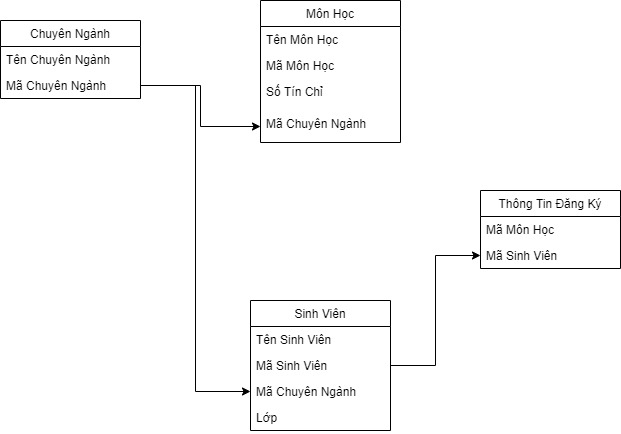 Chuyên Ngành
Tên Chuyên Ngành
Mã Chuyên Ngành
Môn Học
Tên Môn Học
Mã Môn Học
Số Tín Chỉ
Mã Chuyên Ngành
Thông Tin Đăng Ký
Mã Môn Học
Mã Sinh Viên
Sinh Viên
Tên Sinh Viên
Mã Sinh Viên
Mã Chuyên Ngành
Lớp